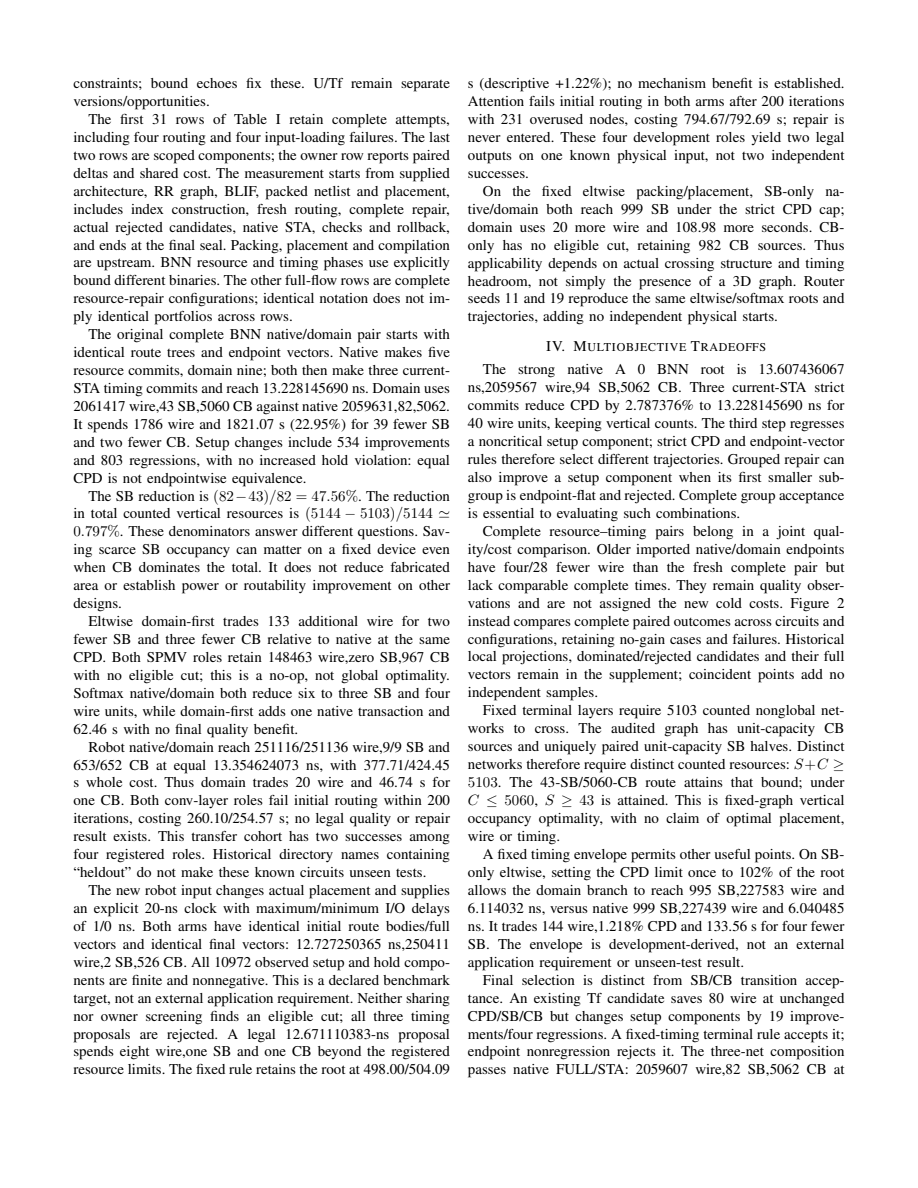 constraints; bound echoes fix these. U/Tf remain separate
versions/opportunities.
The first 31 rows of Table I retain complete attempts,
including four routing and four input-loading failures. The last
two rows are scoped components; the owner row reports paired
deltas and shared cost. The measurement starts from supplied
architecture, RR graph, BLIF, packed netlist and placement,
includes index construction, fresh routing, complete repair,
actual rejected candidates, native STA, checks and rollback,
and ends at the final seal. Packing, placement and compilation
are upstream. BNN resource and timing phases use explicitly
bound different binaries. The other full-flow rows are complete
resource-repair configurations; identical notation does not im-
ply identical portfolios across rows.
The original complete BNN native/domain pair starts with
identical route trees and endpoint vectors. Native makes five
resource commits, domain nine; both then make three current-
STA timing commits and reach 13.228145690 ns. Domain uses
2061417 wire,43 SB,5060 CB against native 2059631,82,5062.
It spends 1786 wire and 1821.07 s (22.95%) for 39 fewer SB
and two fewer CB. Setup changes include 534 improvements
and 803 regressions, with no increased hold violation: equal
CPD is not endpointwise equivalence.
The SB reduction is (82−43)/82 = 47.56%. The reduction
in total counted vertical resources is (5144 − 5103)/5144 ≃
0.797%. These denominators answer different questions. Sav-
ing scarce SB occupancy can matter on a fixed device even
when CB dominates the total. It does not reduce fabricated
area or establish power or routability improvement on other
designs.
Eltwise domain-first trades 133 additional wire for two
fewer SB and three fewer CB relative to native at the same
CPD. Both SPMV roles retain 148463 wire,zero SB,967 CB
with no eligible cut; this is a no-op, not global optimality.
Softmax native/domain both reduce six to three SB and four
wire units, while domain-first adds one native transaction and
62.46 s with no final quality benefit.
Robot native/domain reach 251116/251136 wire,9/9 SB and
653/652 CB at equal 13.354624073 ns, with 377.71/424.45
s whole cost. Thus domain trades 20 wire and 46.74 s for
one CB. Both conv-layer roles fail initial routing within 200
iterations, costing 260.10/254.57 s; no legal quality or repair
result exists. This transfer cohort has two successes among
four registered roles. Historical directory names containing
“heldout” do not make these known circuits unseen tests.
The new robot input changes actual placement and supplies
an explicit 20-ns clock with maximum/minimum I/O delays
of 1/0 ns. Both arms have identical initial route bodies/full
vectors and identical final vectors: 12.727250365 ns,250411
wire,2 SB,526 CB. All 10972 observed setup and hold compo-
nents are finite and nonnegative. This is a declared benchmark
target, not an external application requirement. Neither sharing
nor owner screening finds an eligible cut; all three timing
proposals are rejected. A legal 12.671110383-ns proposal
spends eight wire,one SB and one CB beyond the registered
resource limits. The fixed rule retains the root at 498.00/504.09
s (descriptive +1.22%); no mechanism benefit is established.
Attention fails initial routing in both arms after 200 iterations
with 231 overused nodes, costing 794.67/792.69 s; repair is
never entered. These four development roles yield two legal
outputs on one known physical input, not two independent
successes.
On the fixed eltwise packing/placement, SB-only na-
tive/domain both reach 999 SB under the strict CPD cap;
domain uses 20 more wire and 108.98 more seconds. CB-
only has no eligible cut, retaining 982 CB sources. Thus
applicability depends on actual crossing structure and timing
headroom, not simply the presence of a 3D graph. Router
seeds 11 and 19 reproduce the same eltwise/softmax roots and
trajectories, adding no independent physical starts.
IV. MULTIOBJECTIVE TRADEOFFS
The strong native A 0 BNN root is 13.607436067
ns,2059567 wire,94 SB,5062 CB. Three current-STA strict
commits reduce CPD by 2.787376% to 13.228145690 ns for
40 wire units, keeping vertical counts. The third step regresses
a noncritical setup component; strict CPD and endpoint-vector
rules therefore select different trajectories. Grouped repair can
also improve a setup component when its first smaller sub-
group is endpoint-flat and rejected. Complete group acceptance
is essential to evaluating such combinations.
Complete resource–timing pairs belong in a joint qual-
ity/cost comparison. Older imported native/domain endpoints
have four/28 fewer wire than the fresh complete pair but
lack comparable complete times. They remain quality obser-
vations and are not assigned the new cold costs. Figure 2
instead compares complete paired outcomes across circuits and
configurations, retaining no-gain cases and failures. Historical
local projections, dominated/rejected candidates and their full
vectors remain in the supplement; coincident points add no
independent samples.
Fixed terminal layers require 5103 counted nonglobal net-
works to cross. The audited graph has unit-capacity CB
sources and uniquely paired unit-capacity SB halves. Distinct
networks therefore require distinct counted resources: S+C ≥
5103. The 43-SB/5060-CB route attains that bound; under
C ≤ 5060, S ≥ 43 is attained. This is fixed-graph vertical
occupancy optimality, with no claim of optimal placement,
wire or timing.
A fixed timing envelope permits other useful points. On SB-
only eltwise, setting the CPD limit once to 102% of the root
allows the domain branch to reach 995 SB,227583 wire and
6.114032 ns, versus native 999 SB,227439 wire and 6.040485
ns. It trades 144 wire,1.218% CPD and 133.56 s for four fewer
SB. The envelope is development-derived, not an external
application requirement or unseen-test result.
Final selection is distinct from SB/CB transition accep-
tance. An existing Tf candidate saves 80 wire at unchanged
CPD/SB/CB but changes setup components by 19 improve-
ments/four regressions. A fixed-timing terminal rule accepts it;
endpoint nonregression rejects it. The three-net composition
passes native FULL/STA: 2059607 wire,82 SB,5062 CB at